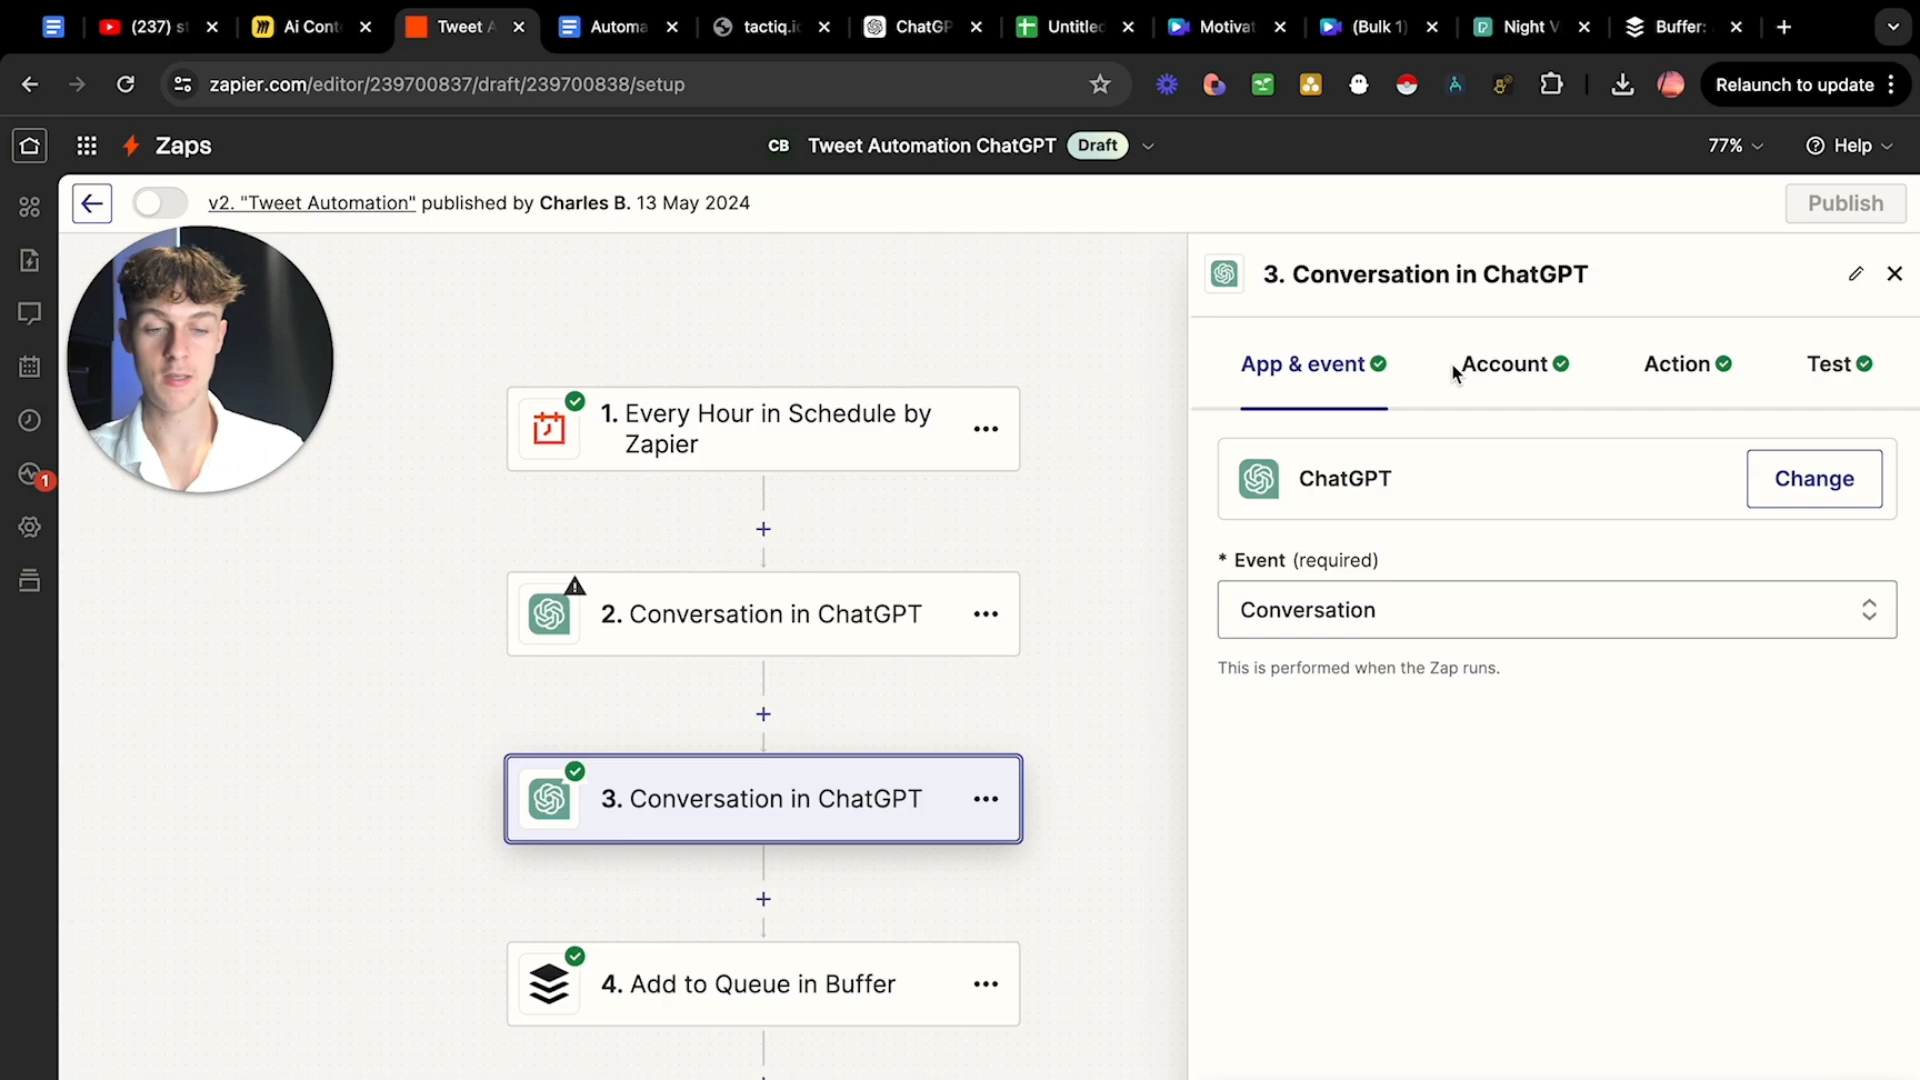 (237) st
Ai Cont
Tweet A
Automa
tactiq.io
ChatGP
Untitled
Motivat
(Bulk 1)
Night V
Buffer:
zapier.com/editor/239700837/draft/239700838/setup
Relaunch to update
Zaps
CB Tweet Automation ChatGPT Draft
77%
Help
v2. "Tweet Automation" published by Charles B. 13 May 2024
Publish
1
1. Every Hour in Schedule by
Zapier
2. Conversation in ChatGPT
3. Conversation in ChatGPT
4. Add to Queue in Buffer
3. Conversation in ChatGPT
App & event
Account
Action
Test
ChatGPT
Change
* Event (required)
Conversation
This is performed when the Zap runs.